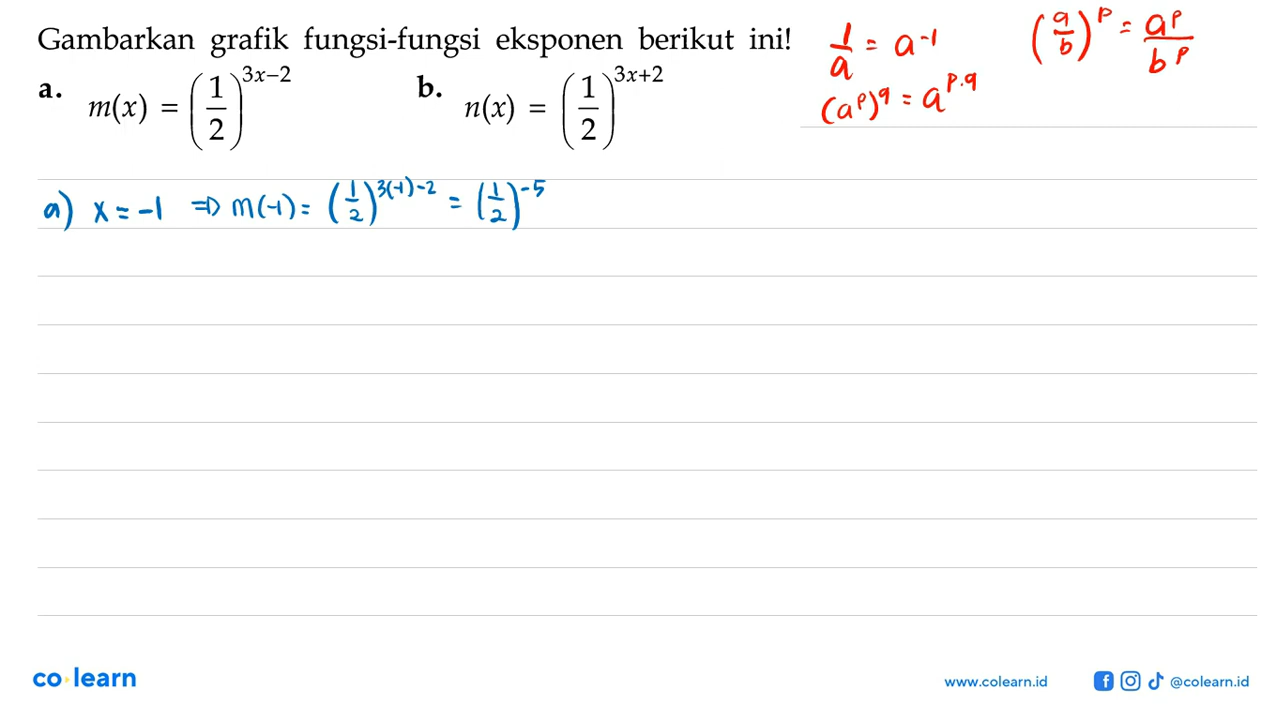 Gambarkan grafik fungsi-fungsi eksponen berikut ini!
a. m(x) = (1/2)^(3x−2) b. n(x) = (1/2)^(3x+2)
1/a = a^-1 (a/b)^p = a^p/b^p
(a^p)^q = a^p.q
a) x = -1 ⇒ m(-1) = (1/2)^3(-1)-2 = (1/2)^-5
co learn
www.colearn.id @colearn.id